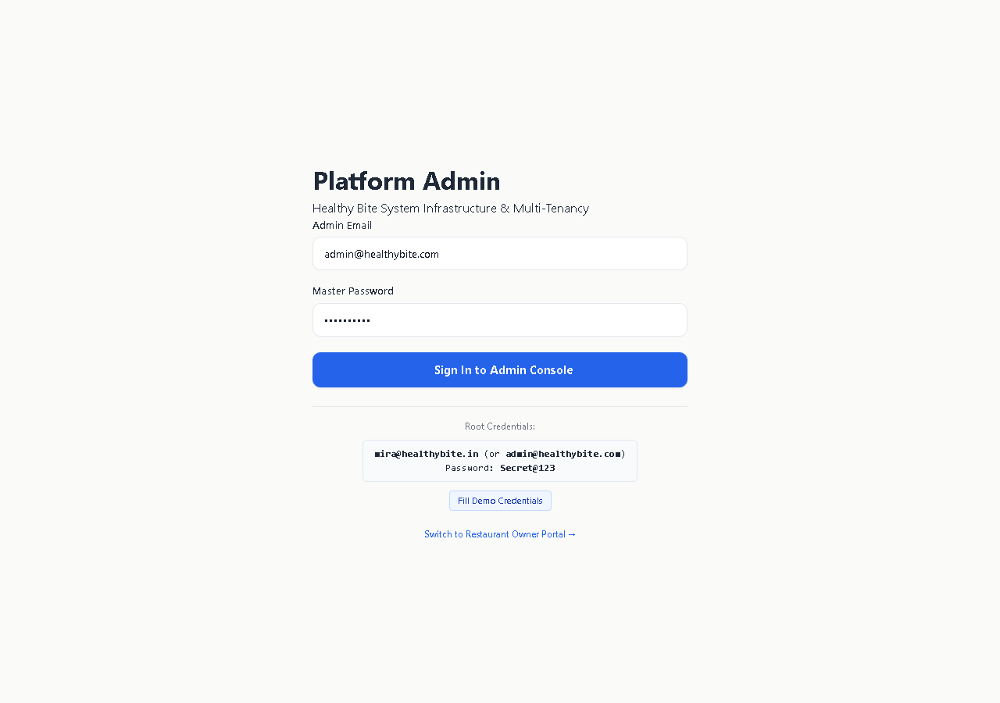 Platform Admin
Healthy Bite System Infrastructure & Multi-Tenancy
Admin Email
admin@healthybite.com
Master Password
••••••••••
Sign In to Admin Console
Root Credentials:
mira@healthybite.in (or admin@healthybite.com)
Password: Secret@123
Fill Demo Credentials
Switch to Restaurant Owner Portal →